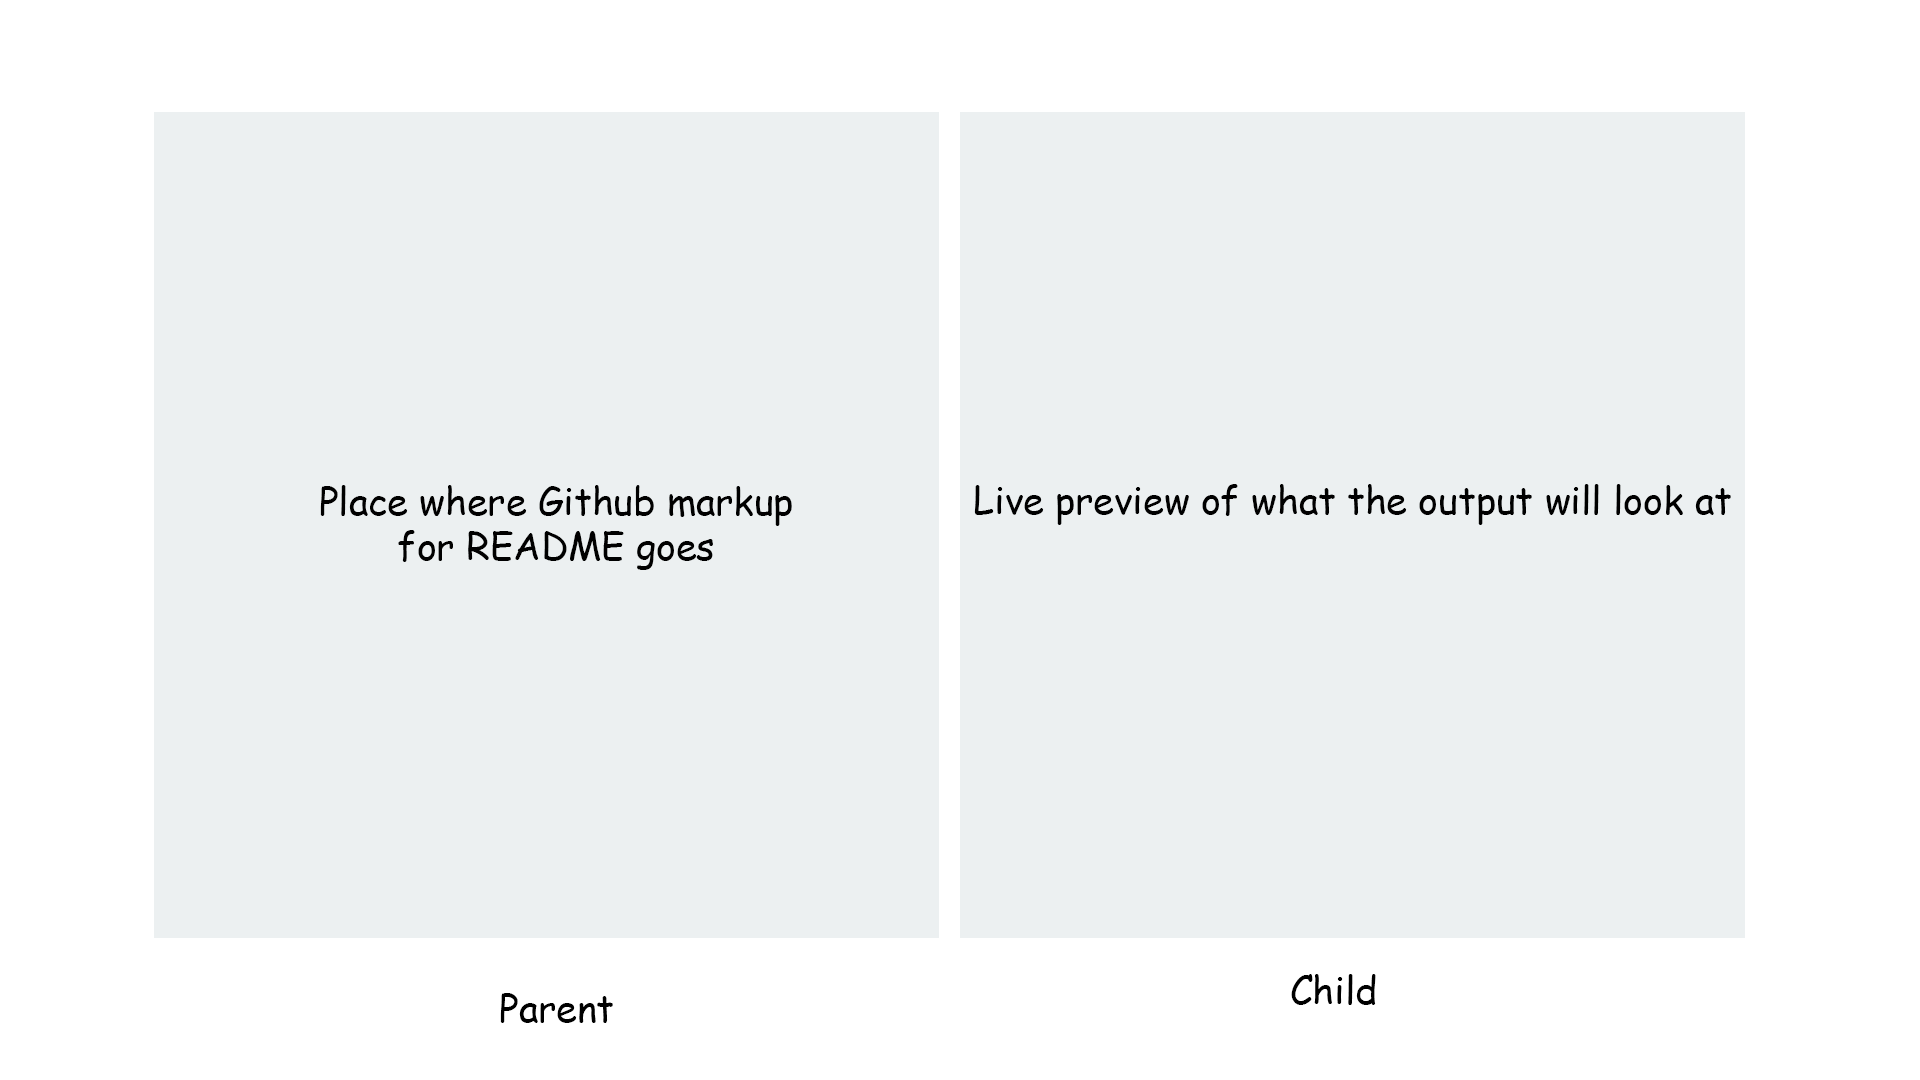 Place where Github markup
for README goes
Live preview of what the output will look at
Parent
Child